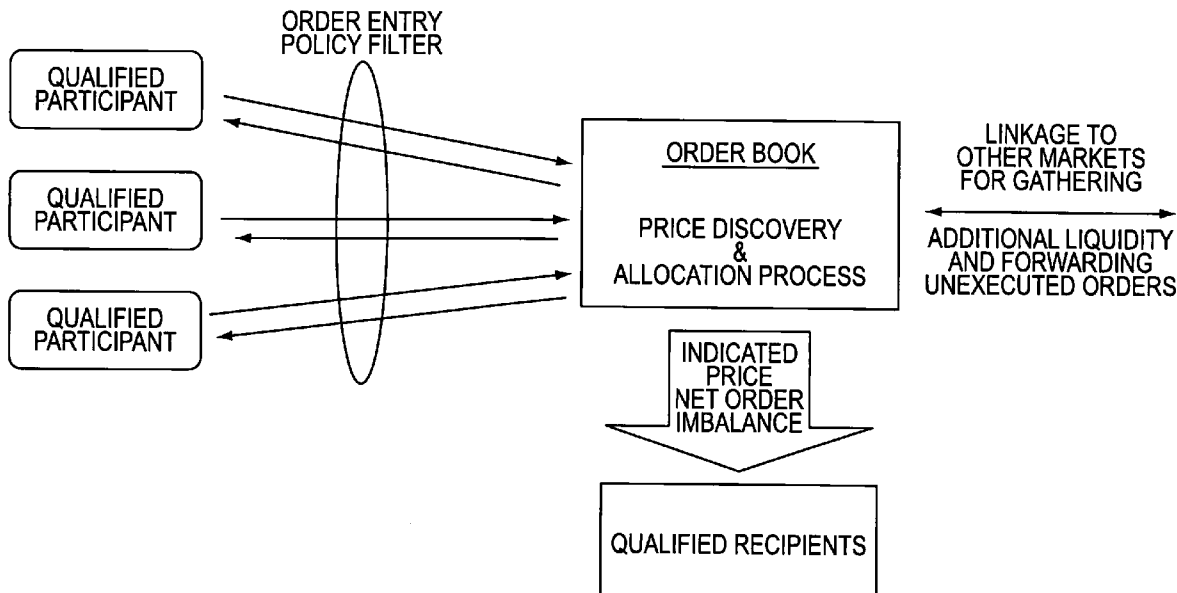 ORDER ENTRY
POLICY FILTER
QUALIFIED
PARTICIPANT
QUALIFIED
PARTICIPANT
QUALIFIED
PARTICIPANT
ORDER BOOK
PRICE DISCOVERY
&
ALLOCATION PROCESS
LINKAGE TO
OTHER MARKETS
FOR GATHERING
ADDITIONAL LIQUIDITY
AND FORWARDING
UNEXECUTED ORDERS
INDICATED
PRICE
NET ORDER
IMBALANCE
QUALIFIED RECIPIENTS